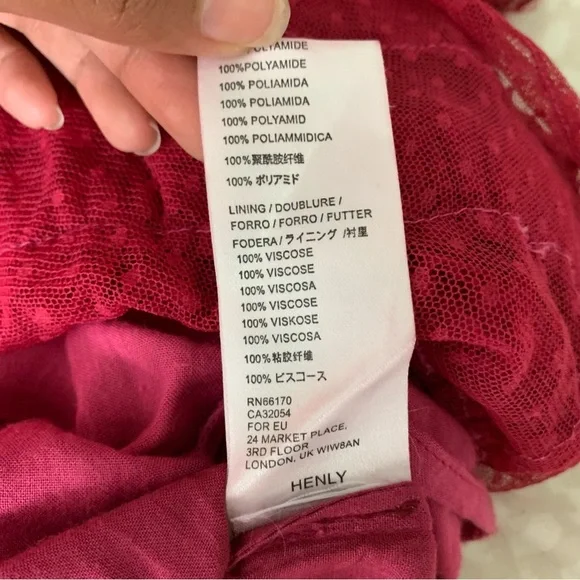 POLYAMIDE
100%POLYAMIDE
100% POLIAMIDA
100% POLIAMIDA
100% POLYAMID
100% POLIAMMIDICA
100%聚酰胺纤维
100% ポリアミド
LINING / DOUBLURE /
FORRO / FORRO / FUTTER
FODERA / ライニング /衬里
100% VISCOSE
100% VISCOSE
100% VISCOSA
100% VISCOSE
100% VISKOSE
100% VISCOSA
100%粘胶纤维
100% ビスコース
RN66170
CA32054
FOR EU
24 MARKET PLACE,
3RD FLOOR
LONDON, UK WIW8AN
HENLY